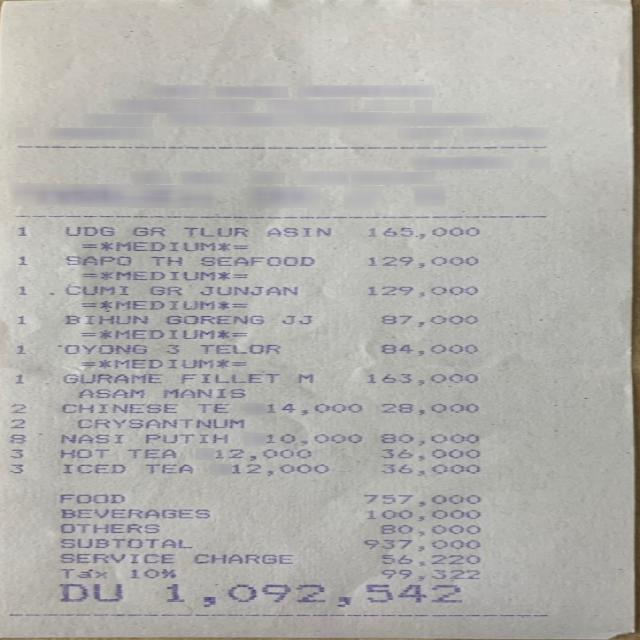 1 UDG GR TLUR ASIN 165,000
=*MEDIUM*=
1 SAPO TH SEAFOOD 129,000
=*MEDIUM*=
1 CUMI GR JUNJAN 129,000
=*MEDIUM*=
1 BIHUN GORENG JJ 87,000
=*MEDIUM*=
1 OYONG 3 TELOR 84,000
=*MEDIUM*=
1 GURAME FILLET M 163,000
ASAM MANIS
2 CHINESE TE 14,000 28,000
2 CRYSANTNUM
8 NASI PUTIH 10,000 80,000
3 HOT TEA 12,000 36,000
3 ICED TEA 12,000 36,000
FOOD 757,000
BEVERAGES 100,000
OTHERS 80,000
SUBTOTAL 937,000
SERVICE CHARGE 56,220
Tax 10% 99,322
DU 1,092,542